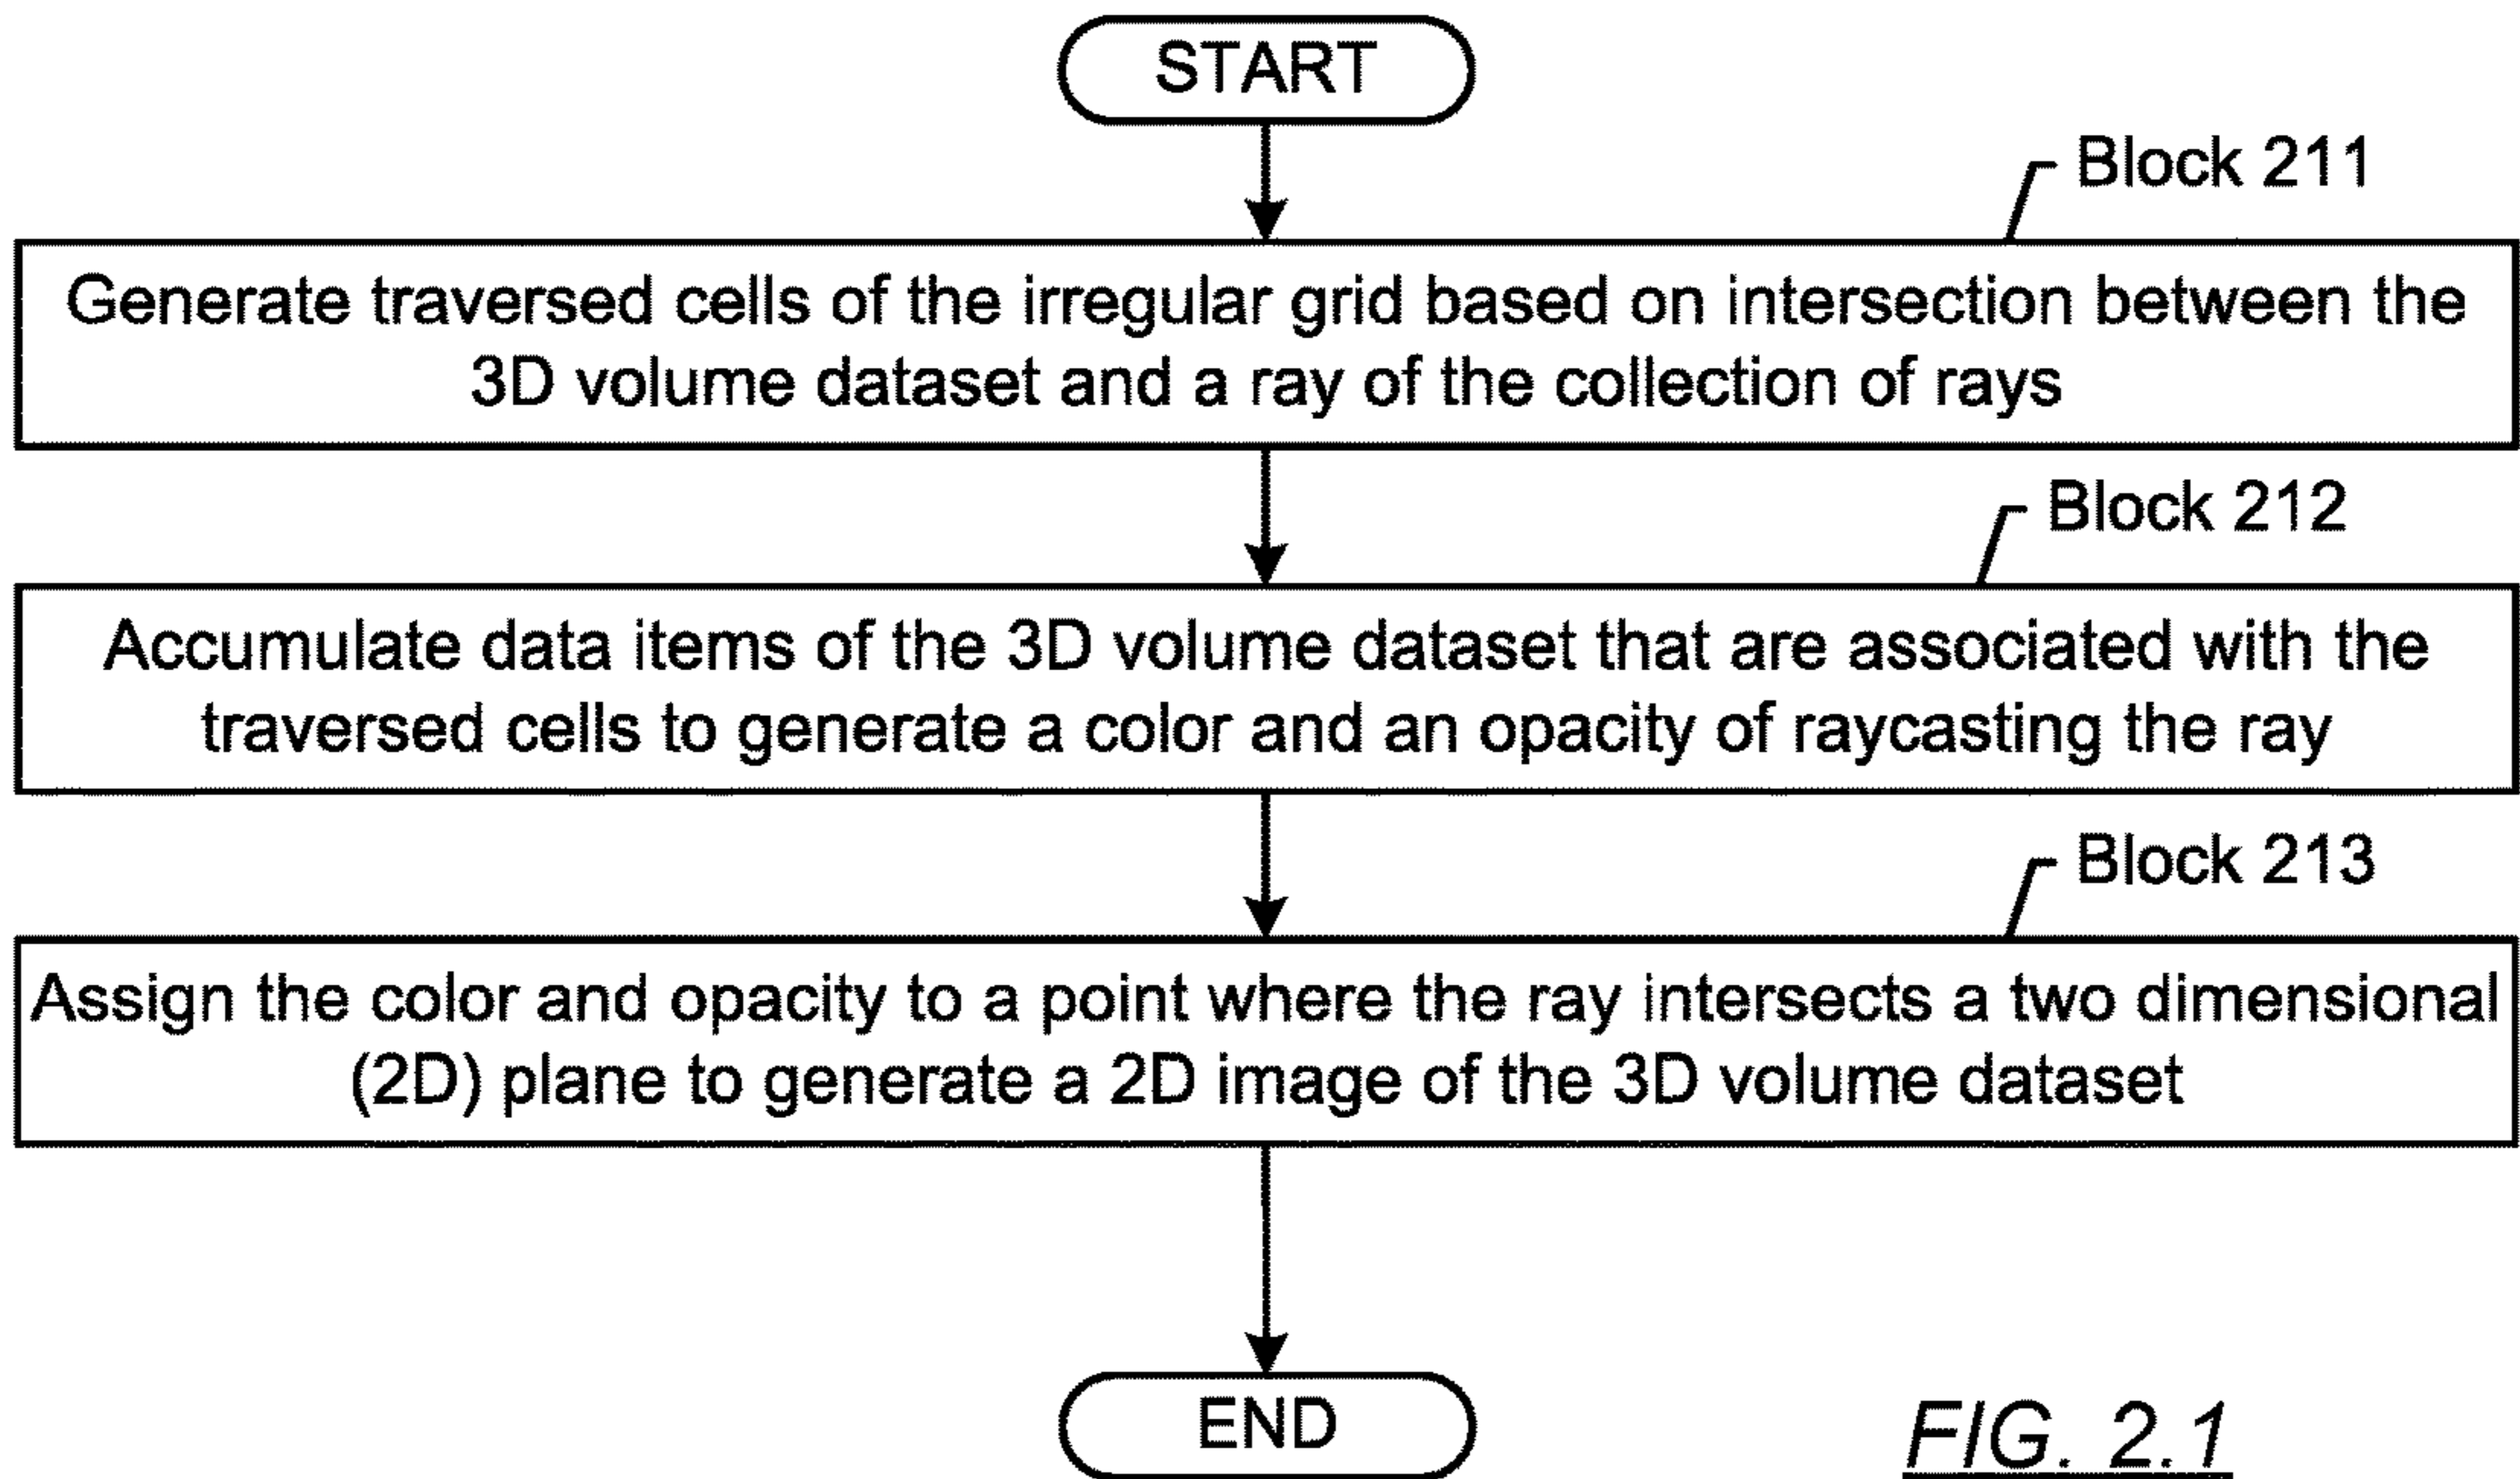 START
Block 211
Generate traversed cells of the irregular grid based on intersection between the
3D volume dataset and a ray of the collection of rays
Block 212
Accumulate data items of the 3D volume dataset that are associated with the
traversed cells to generate a color and an opacity of raycasting the ray
Block 213
Assign the color and opacity to a point where the ray intersects a two dimensional
(2D) plane to generate a 2D image of the 3D volume dataset
END
FIG. 2.1